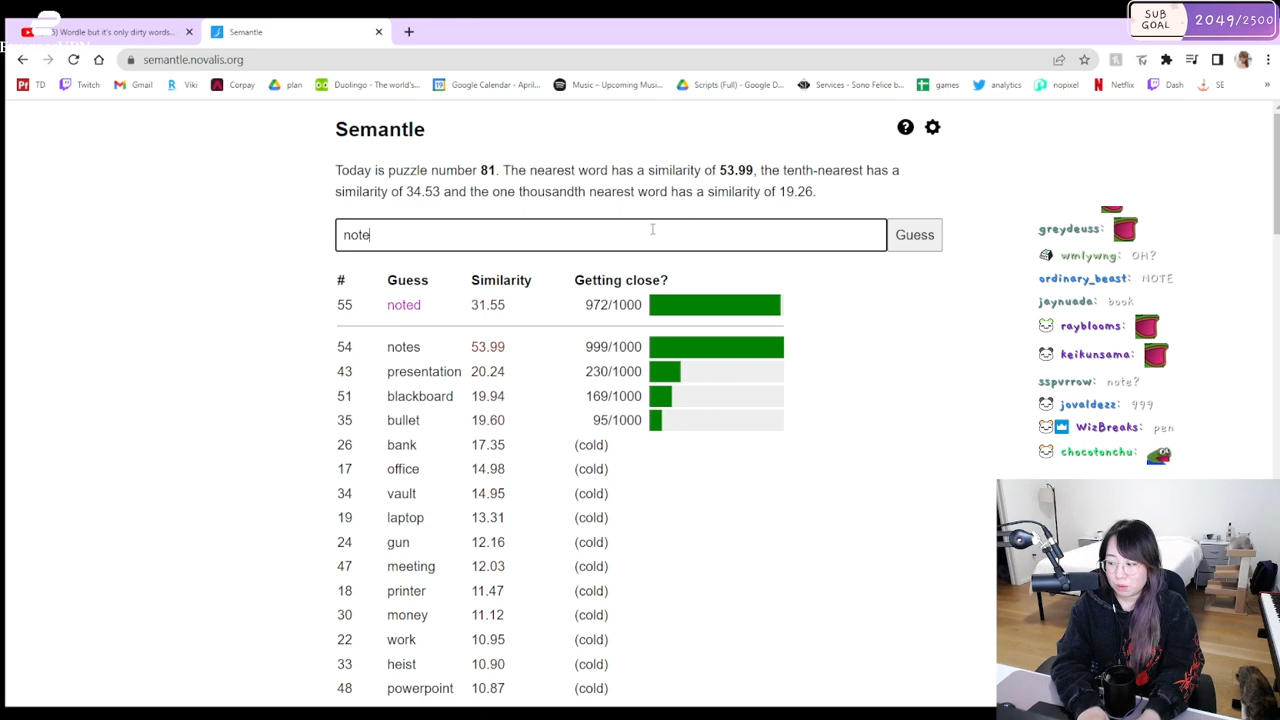 Wordle but it's only dirty words...
Semantle
SUB GOAL 2049/2500
semantle.novalis.org
TD
Twitch
Gmail
Viki
Corpay
plan
Duolingo - The world's...
Google Calendar - April...
Music – Upcoming Musi...
Scripts (Full) - Google D...
Services - Sono Felice b...
games
analytics
nopixel
Netflix
Dash
SE
»
Semantle
Today is puzzle number 81. The nearest word has a similarity of 53.99, the tenth-nearest has a
similarity of 34.53 and the one thousandth nearest word has a similarity of 19.26.
note
Guess
# Guess Similarity Getting close?
55 noted 31.55 972/1000
54 notes 53.99 999/1000
43 presentation 20.24 230/1000
51 blackboard 19.94 169/1000
35 bullet 19.60 95/1000
26 bank 17.35 (cold)
17 office 14.98 (cold)
34 vault 14.95 (cold)
19 laptop 13.31 (cold)
24 gun 12.16 (cold)
47 meeting 12.03 (cold)
18 printer 11.47 (cold)
30 money 11.12 (cold)
22 work 10.95 (cold)
33 heist 10.90 (cold)
48 powerpoint 10.87 (cold)
greydeuss:
wmlywng: OH?
ordinary_beast: NOTE
jaynuada: book
rayblooms:
keikunsama:
sspvrrow: note?
jovaldezz: 999
WizBreaks: pen
chocotonchu: